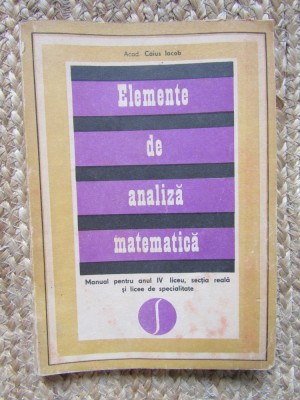 Acad. Caius Iacob
Elemente
de
analiză
matematică
Manual pentru anul IV liceu, secția reală
și licee de specialitate
∫